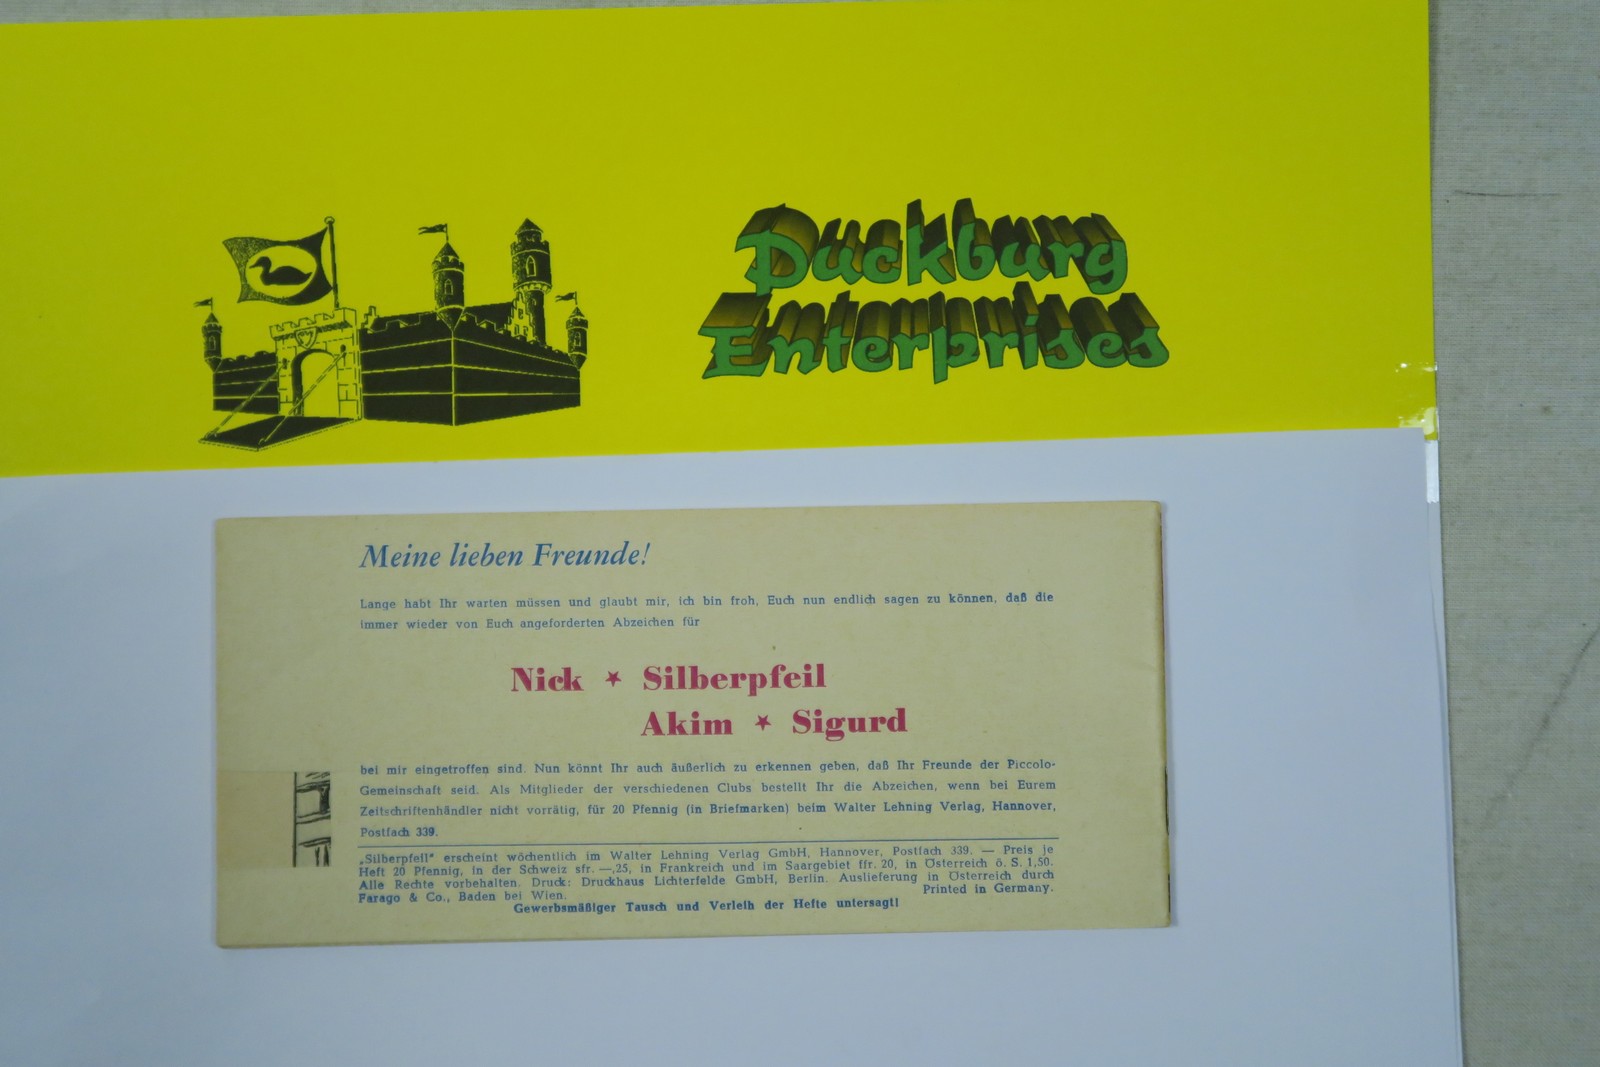 Duckburg
Enterprises
Meine lieben Freunde!
Lange habt Ihr warten müssen und glaubt mir, ich bin froh, Euch nun endlich sagen zu können, daß die
immer wieder von Euch angeforderten Abzeichen für
Nick ★ Silberpfeil
Akim ★ Sigurd
bei mir eingetroffen sind. Nun könnt Ihr auch äußerlich zu erkennen geben, daß Ihr Freunde der Piccolo-
Gemeinschaft seid. Als Mitglieder der verschiedenen Clubs bestellt Ihr die Abzeichen, wenn bei Eurem
Zeitschriftenhändler nicht vorrätig, für 20 Pfennig (in Briefmarken) beim Walter Lehning Verlag, Hannover,
Postfach 339.
„Silberpfeil" erscheint wöchentlich im Walter Lehning Verlag GmbH, Hannover, Postfach 339. — Preis je
Heft 20 Pfennig, in der Schweiz sfr. —,25, in Frankreich und im Saargebiet ffr. 20, in Österreich ö. S. 1,50.
Alle Rechte vorbehalten. Druck: Druckhaus Lichterfelde GmbH, Berlin. Auslieferung in Österreich durch
Farago & Co., Baden bei Wien. Printed in Germany.
Gewerbsmäßiger Tausch und Verleih der Hefte untersagt!